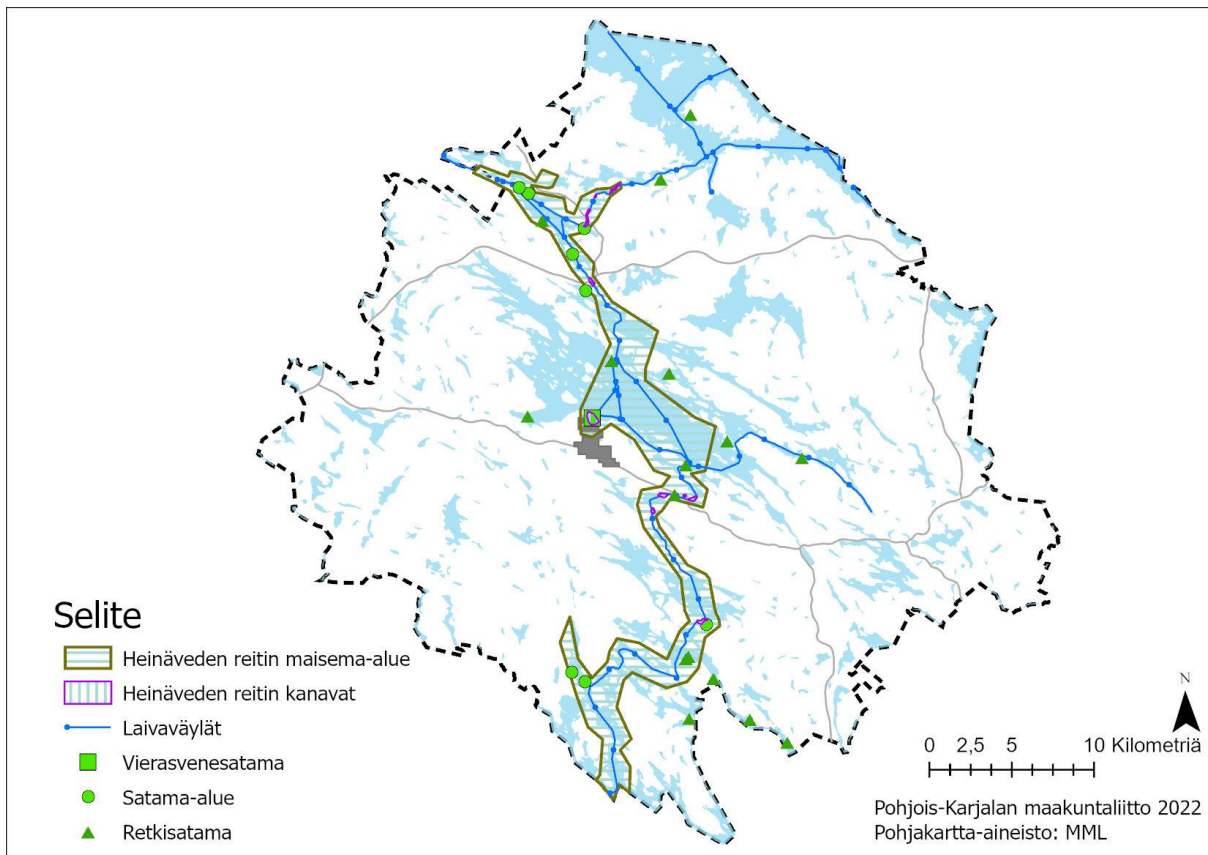 Selite
Heinäveden reitin maisema-alue
Heinäveden reitin kanavat
Laivaväylät
Vierasvenesatama
Satama-alue
Retkisatama
N
0 2,5 5 10 Kilometriä
Pohjois-Karjalan maakuntaliitto 2022
Pohjakartta-aineisto: MML